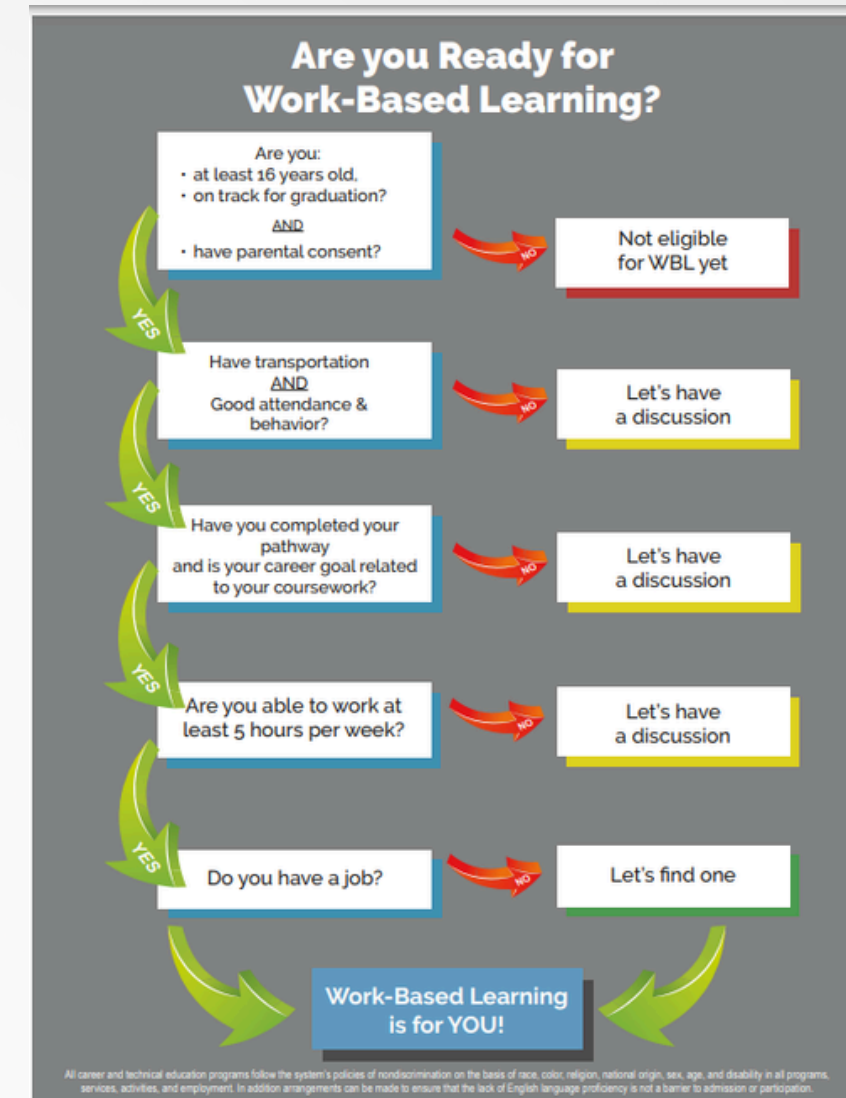 Are you Ready for
Work-Based Learning?
Are you:
• at least 16 years old,
• on track for graduation?
AND
• have parental consent?
NO
Not eligible
for WBL yet
YES
Have transportation
AND
Good attendance &
behavior?
NO
Let's have
a discussion
YES
Have you completed your
pathway
and is your career goal related
to your coursework?
NO
Let's have
a discussion
YES
Are you able to work at
least 5 hours per week?
NO
Let's have
a discussion
YES
Do you have a job?
NO
Let's find one
Work-Based Learning
is for YOU!
All career and technical education programs follow the system's policies of nondiscrimination on the basis of race, color, religion, national origin, sex, age, and disability in all programs,
services, activities, and employment. In addition arrangements can be made to ensure that the lack of English language proficiency is not a barrier to admission or participation.